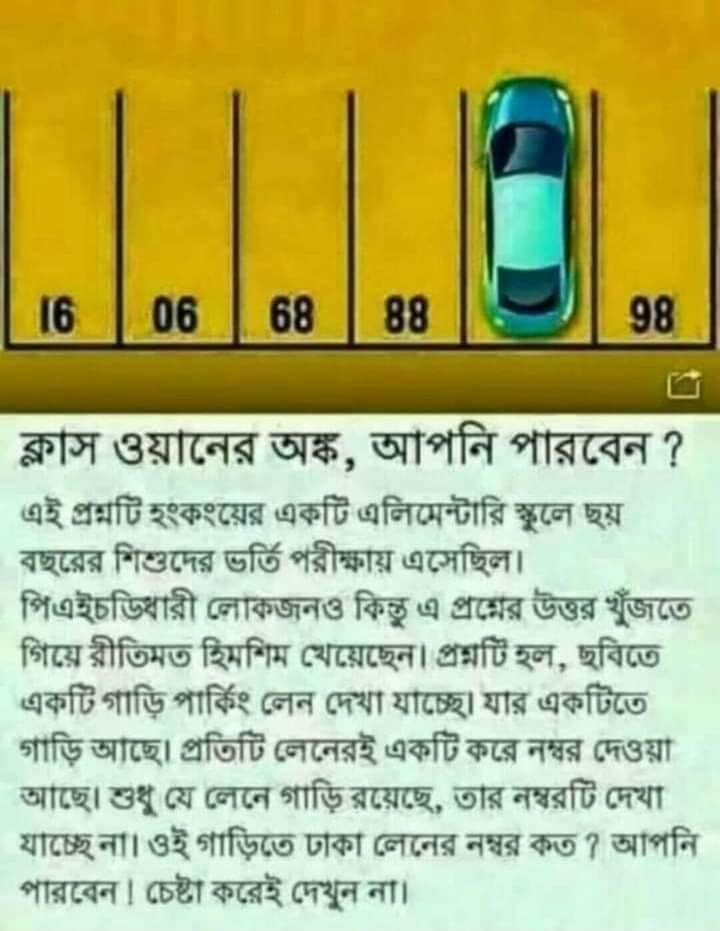 16 06 68 88 98
ক্লাস ওয়ানের অঙ্ক, আপনি পারবেন ?
এই প্রশ্নটি হংকংয়ের একটি এলিমেন্টারি স্কুলে ছয়
বছরের শিশুদের ভর্তি পরীক্ষায় এসেছিল।
পিএইচডিধারী লোকজনও কিন্তু এ প্রশ্নের উত্তর খুঁজতে
গিয়ে রীতিমত হিমশিম খেয়েছেন। প্রশ্নটি হল, ছবিতে
একটি গাড়ি পার্কিং লেন দেখা যাচ্ছে। যার একটিতে
গাড়ি আছে। প্রতিটি লেনেরই একটি করে নম্বর দেওয়া
আছে। শুধু যে লেনে গাড়ি রয়েছে, তার নম্বরটি দেখা
যাচ্ছে না। ওই গাড়িতে ঢাকা লেনের নম্বর কত ? আপনি
পারবেন ! চেষ্টা করেই দেখুন না।